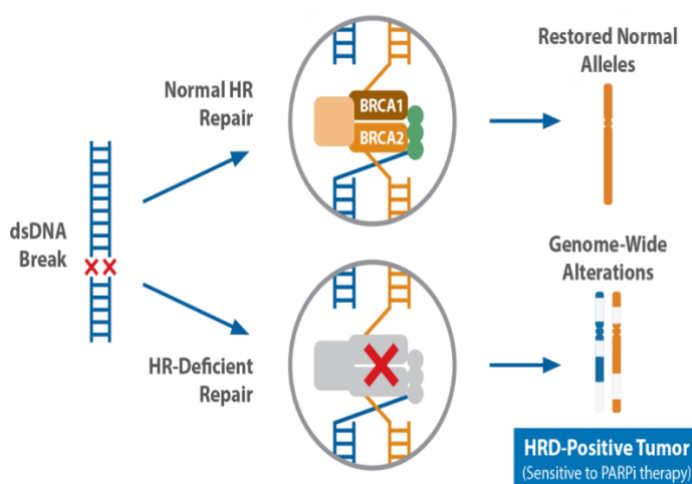 Restored Normal
Alleles
Normal HR
Repair
BRCA1
BRCA2
dsDNA
Break
Genome-Wide
Alterations
HR-Deficient
Repair
HRD-Positive Tumor
(Sensitive to PARPi therapy)